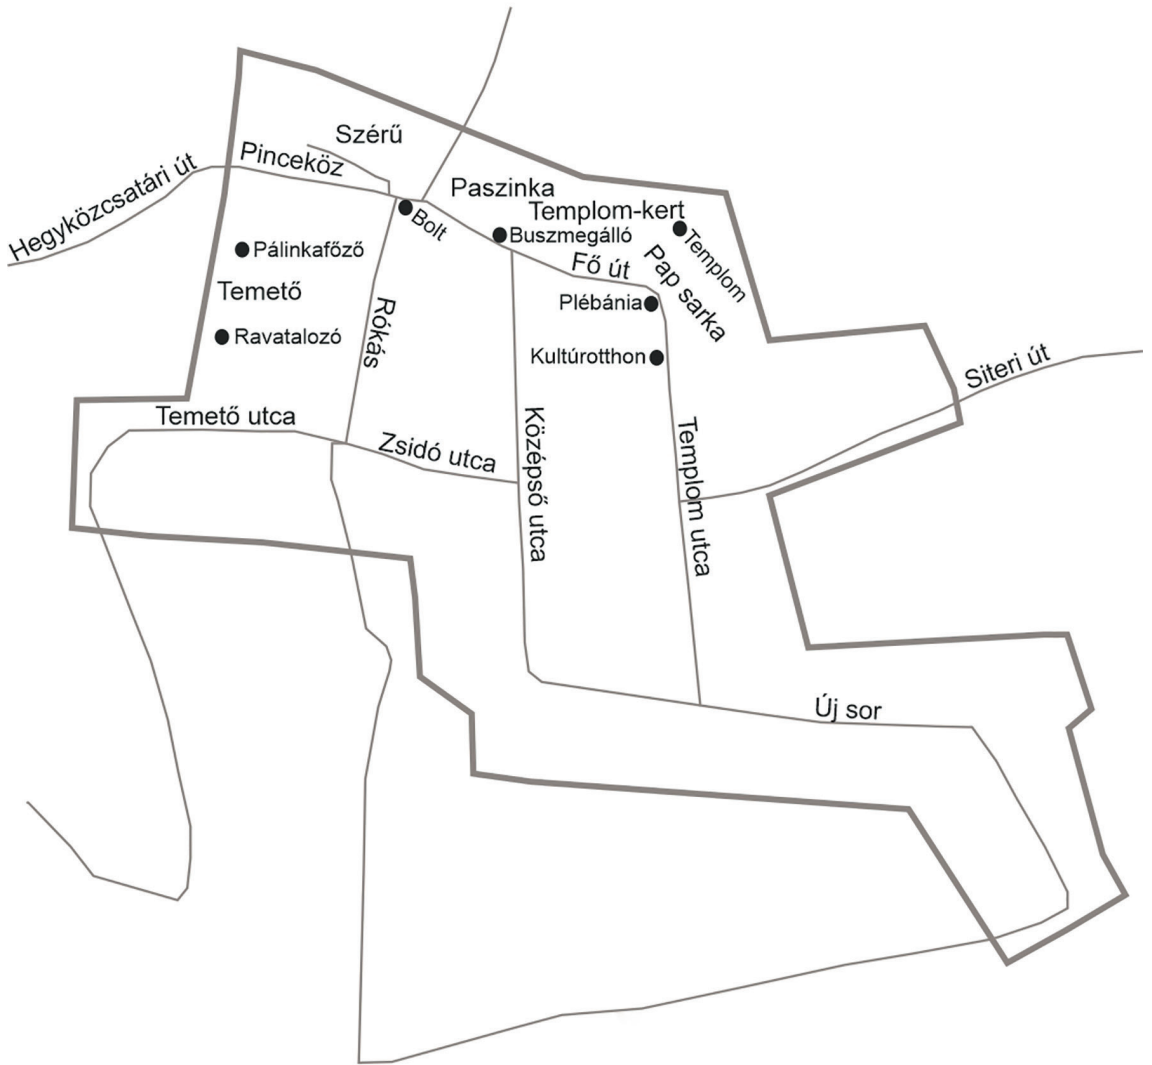 Szérű
Pinceköz
Hegyközcsatári út
Paszinka
Templom-kert
Bolt
Buszmegálló
Templom
Pálinkafőző
Fő út
Pap sarka
Temető
Plébánia
Rókás
Ravatalozó
Kultúrotthon
Siteri út
Temető utca
Zsidó utca
Középső utca
Templom utca
Új sor